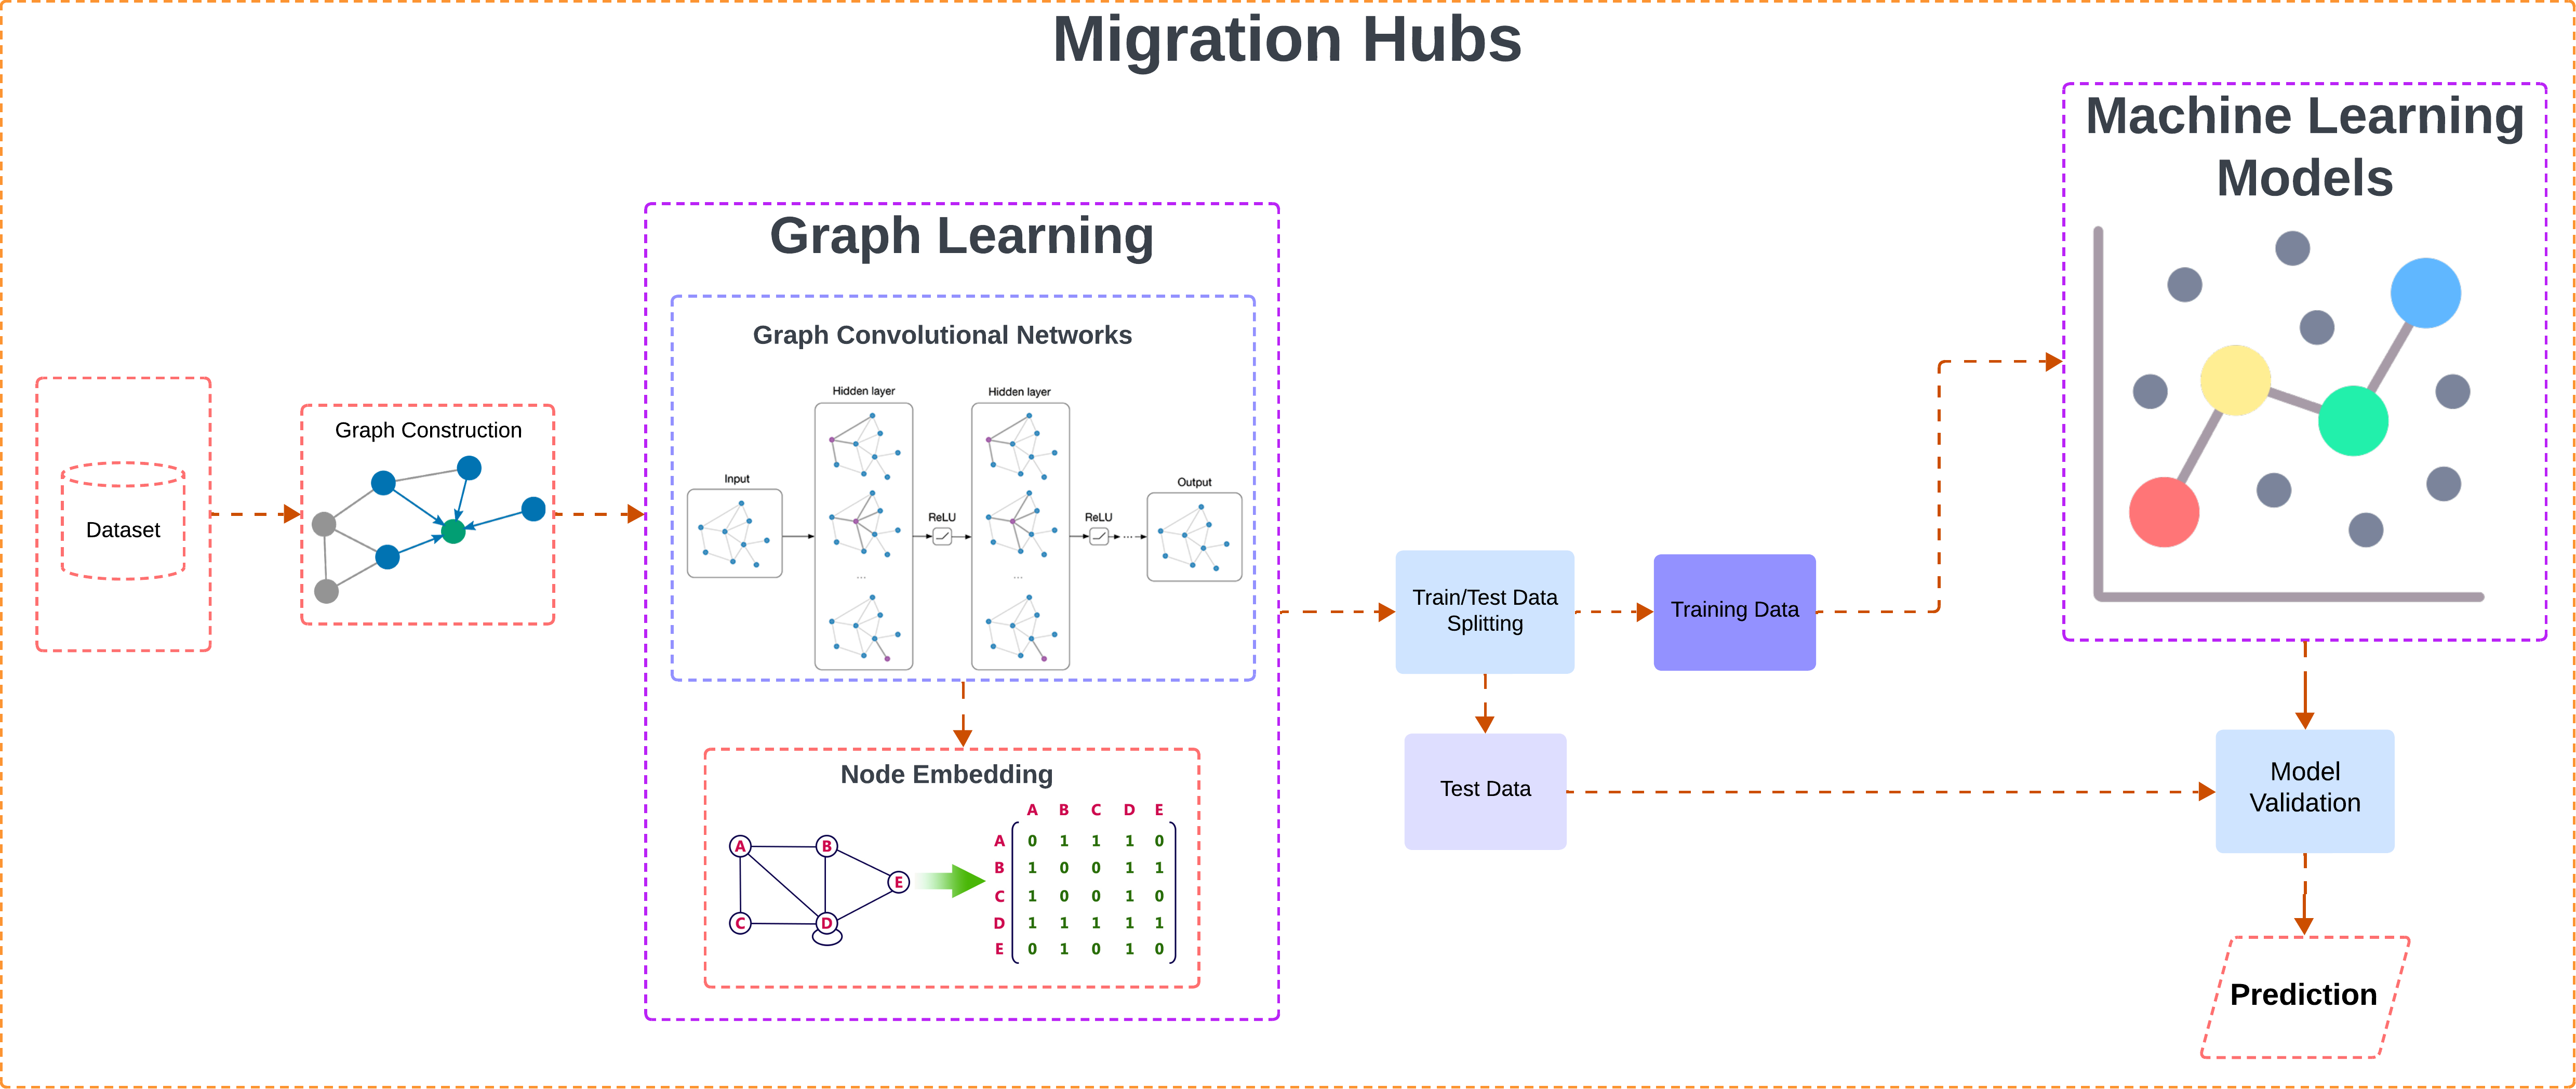 Migration Hubs
Dataset
Graph Construction
Graph Learning
Graph Convolutional Networks
Input
Hidden layer
...
ReLU
Hidden layer
...
ReLU
...
Output
Node Embedding
A
B
E
C
D
A B C D E
A 0 1 1 1 0
B 1 0 0 1 1
C 1 0 0 1 0
D 1 1 1 1 1
E 0 1 0 1 0
Train/Test Data
Splitting
Training Data
Test Data
Machine Learning
Models
Model
Validation
Prediction